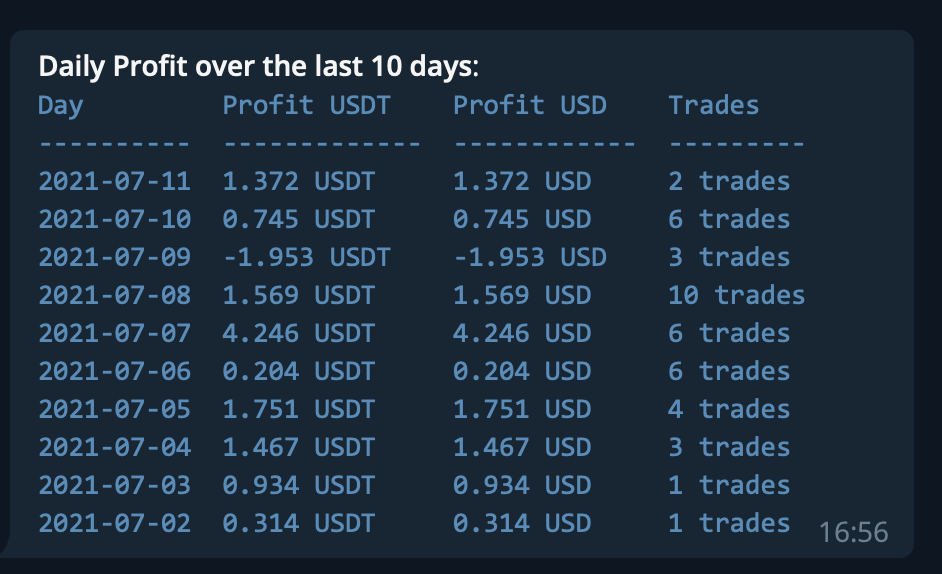 Daily Profit over the last 10 days:
Day Profit USDT Profit USD Trades
---------- ------------- ------------ ---------
2021-07-11 1.372 USDT 1.372 USD 2 trades
2021-07-10 0.745 USDT 0.745 USD 6 trades
2021-07-09 -1.953 USDT -1.953 USD 3 trades
2021-07-08 1.569 USDT 1.569 USD 10 trades
2021-07-07 4.246 USDT 4.246 USD 6 trades
2021-07-06 0.204 USDT 0.204 USD 6 trades
2021-07-05 1.751 USDT 1.751 USD 4 trades
2021-07-04 1.467 USDT 1.467 USD 3 trades
2021-07-03 0.934 USDT 0.934 USD 1 trades
2021-07-02 0.314 USDT 0.314 USD 1 trades
16:56